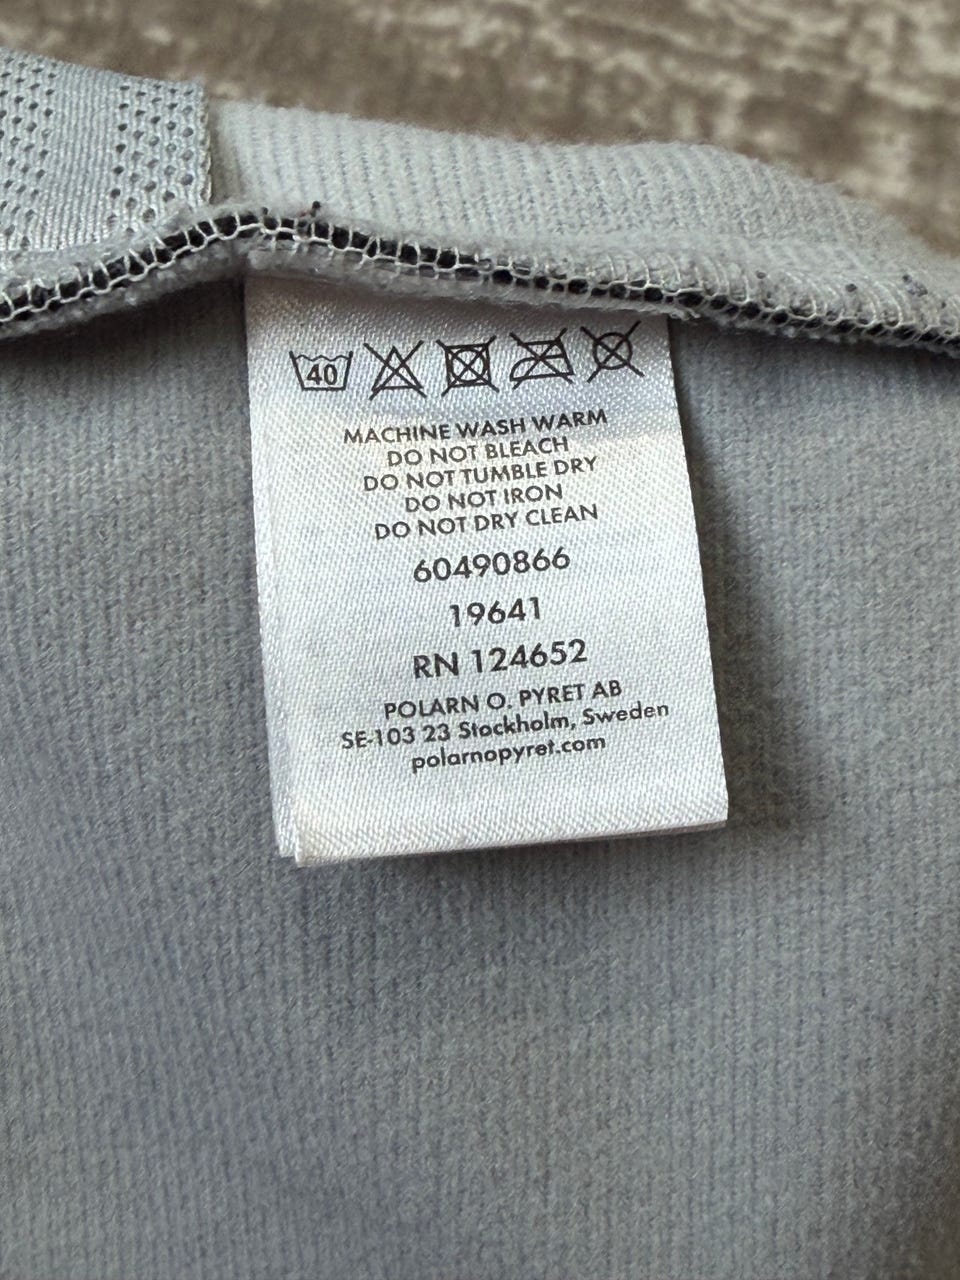 40
MACHINE WASH WARM
DO NOT BLEACH
DO NOT TUMBLE DRY
DO NOT IRON
DO NOT DRY CLEAN
60490866
19641
RN 124652
POLARN O. PYRET AB
SE-103 23 Stockholm, Sweden
polarnopyret.com